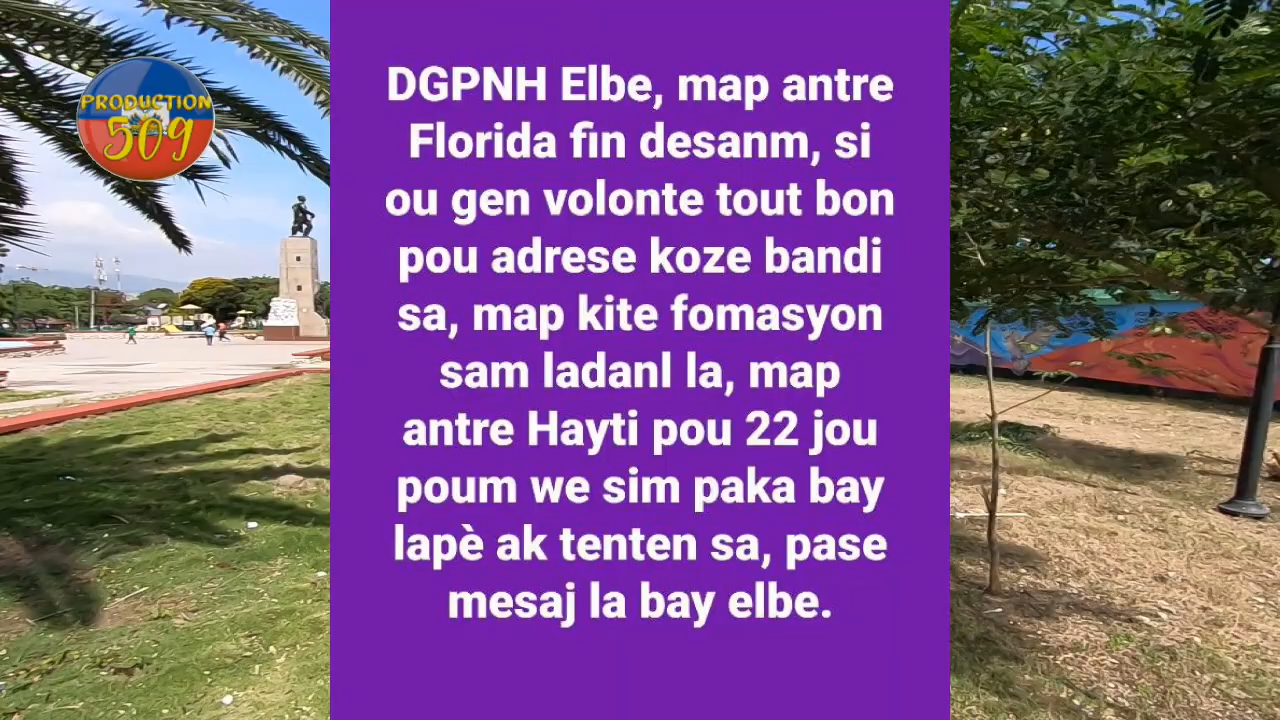 PRODUCTION
509
DGPNH Elbe, map antre
Florida fin desanm, si
ou gen volonte tout bon
pou adrese koze bandi
sa, map kite fomasyon
sam ladanl la, map
antre Hayti pou 22 jou
poum we sim paka bay
lapè ak tenten sa, pase
mesaj la bay elbe.